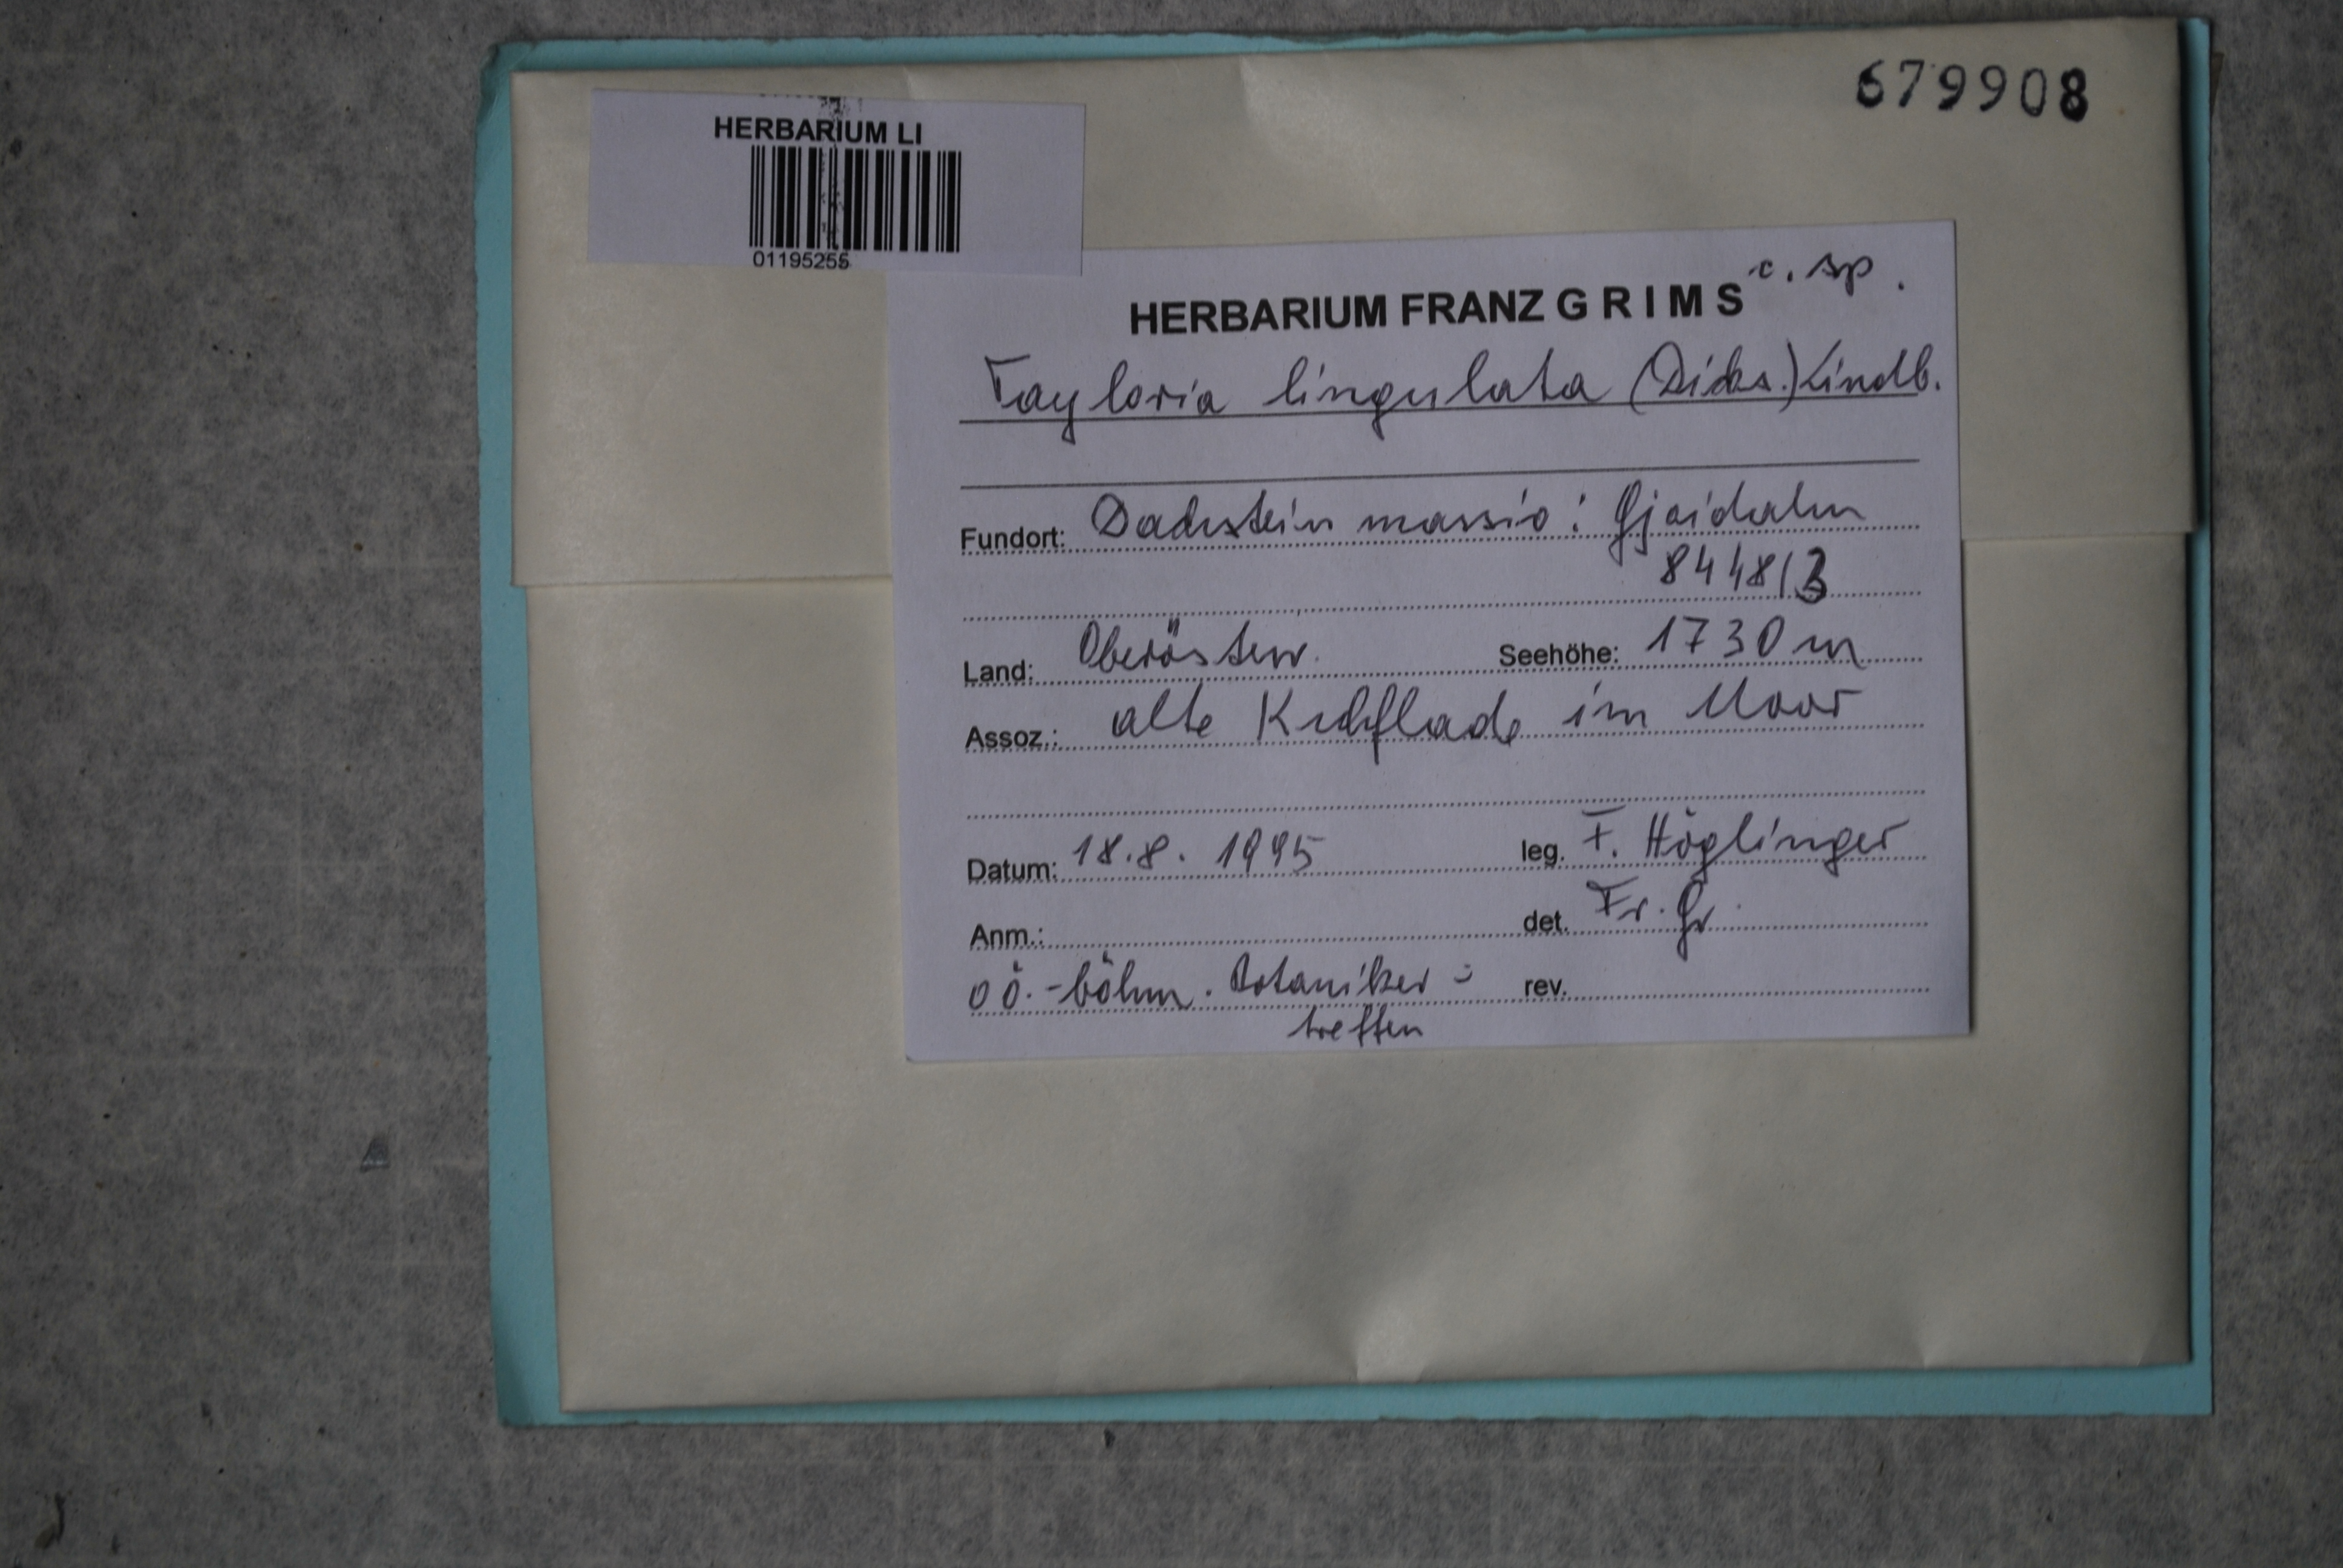 679908
HERBARIUM LI
01195255
c. sp.
HERBARIUM FRANZ G R I M S
Tayloria lingulata (Dicks.) Lindb.
Fundort: Dachstein massiv: Gjaidalm
8448/3
Land: Oberösterr. Seehöhe: 1730 m
Assoz.: alte Kuhflade im Moor
Datum: 18.8. 1995 leg. F. Höglinger
Anm.: det. Fr. Gr.
oö.-böhm. Botaniker- rev.
treffen